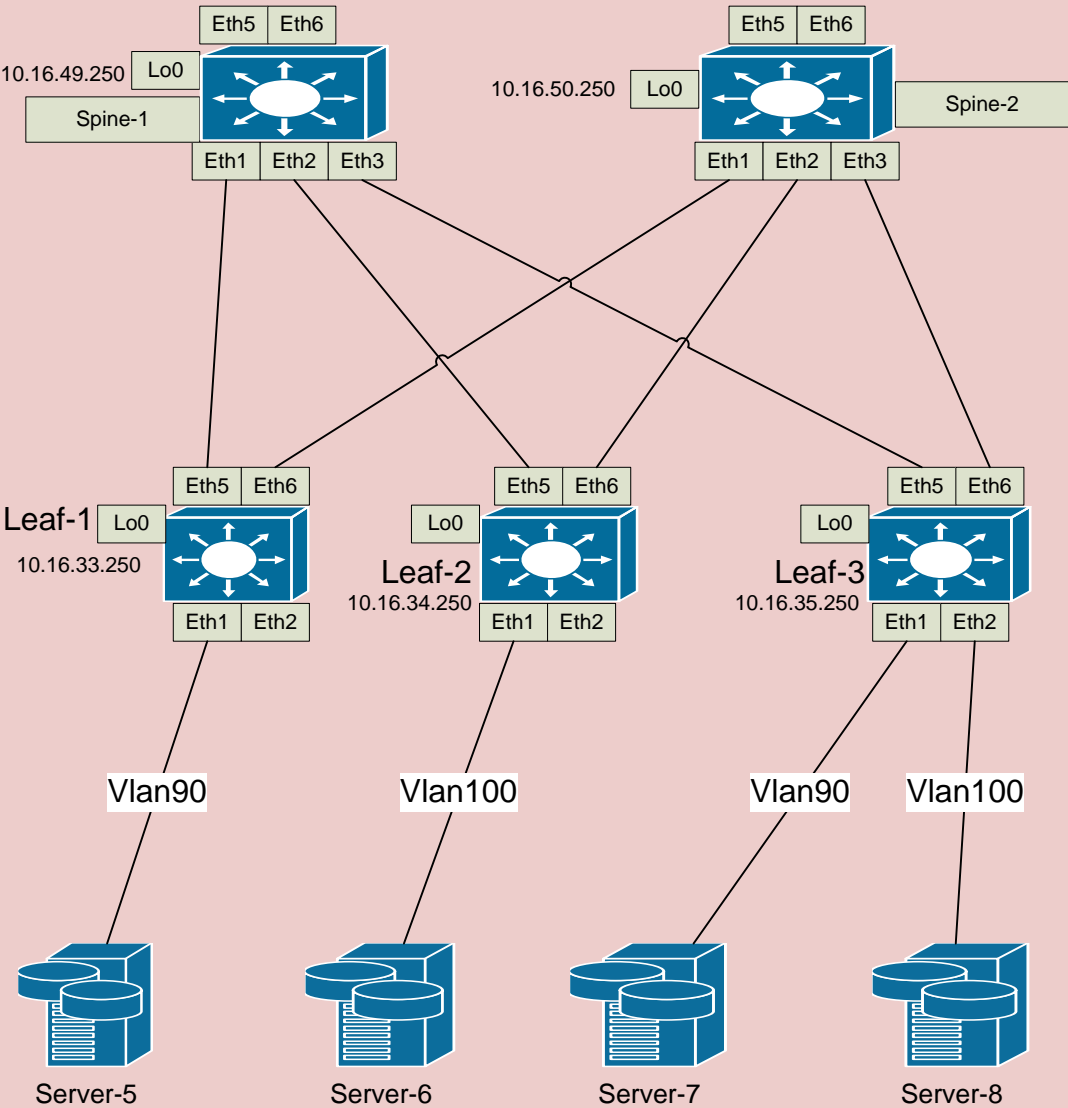 Eth5 Eth6
Eth5 Eth6
10.16.49.250 Lo0
10.16.50.250 Lo0
Spine-1
Spine-2
Eth1 Eth2 Eth3
Eth1 Eth2 Eth3
Eth5 Eth6
Eth5 Eth6
Eth5 Eth6
Leaf-1 Lo0
Lo0
Lo0
10.16.33.250
Leaf-2
Leaf-3
10.16.34.250
10.16.35.250
Eth1 Eth2
Eth1 Eth2
Eth1 Eth2
Vlan90
Vlan100
Vlan90
Vlan100
Server-5
Server-6
Server-7
Server-8